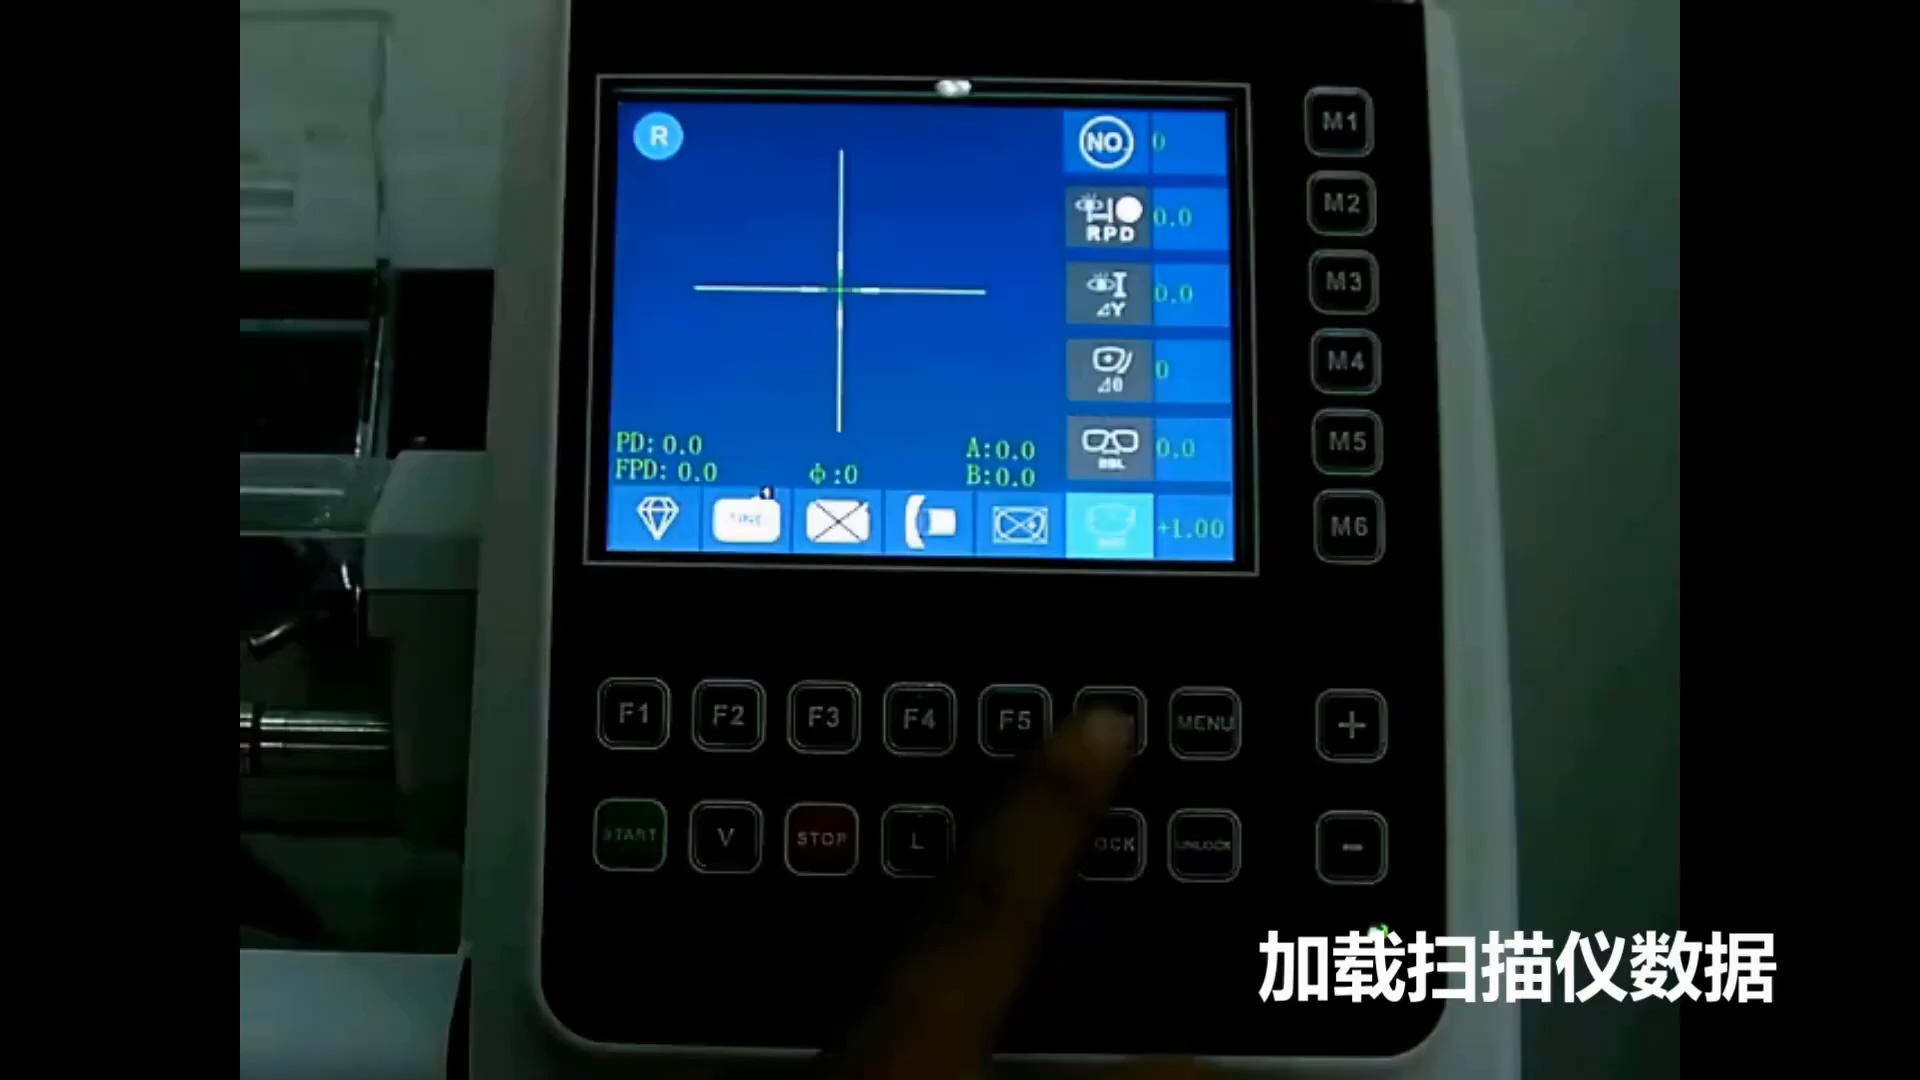 R
NO. 0
RPD 0.0
⊿Y 0.0
⊿θ 0
0.0
PD: 0.0
A:0.0
FPD: 0.0
Φ:0
B:0.0
+1.00
M1
M2
M3
M4
M5
M6
F1 F2 F3 F4 F5 MENU +
START V STOP L OCK UNLOCK -
加载扫描仪数据